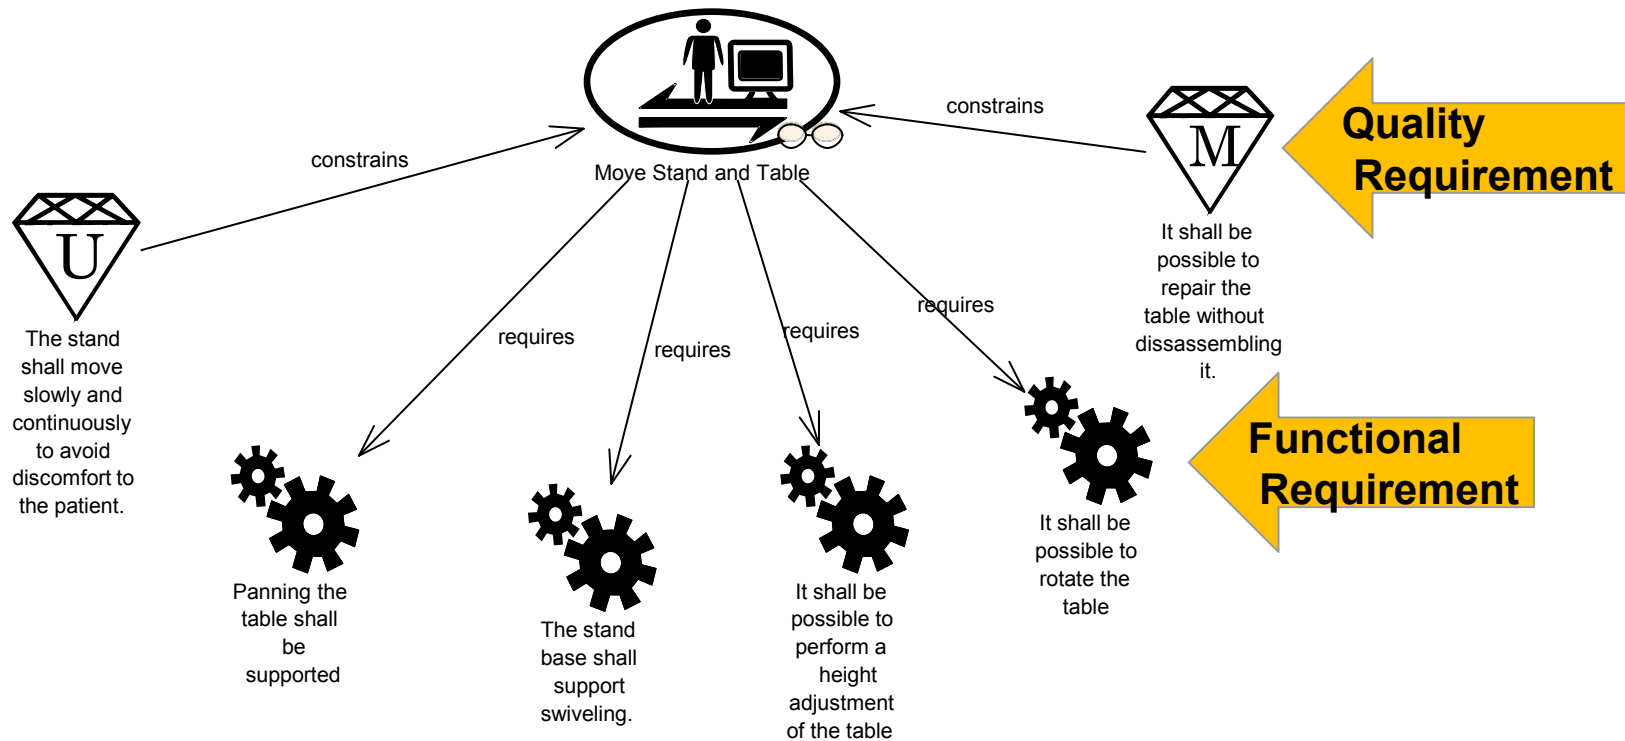 Move Stand and Table
constrains
constrains
U
The stand
shall move
slowly and
continuously
to avoid
discomfort to
the patient.
M
It shall be
possible to
repair the
table without
dissassembling
it.
Quality
Requirement
requires
requires
requires
requires
Panning the
table shall
be
supported
The stand
base shall
support
swiveling.
It shall be
possible to
perform a
height
adjustment
of the table
It shall be
possible to
rotate the
table
Functional
Requirement